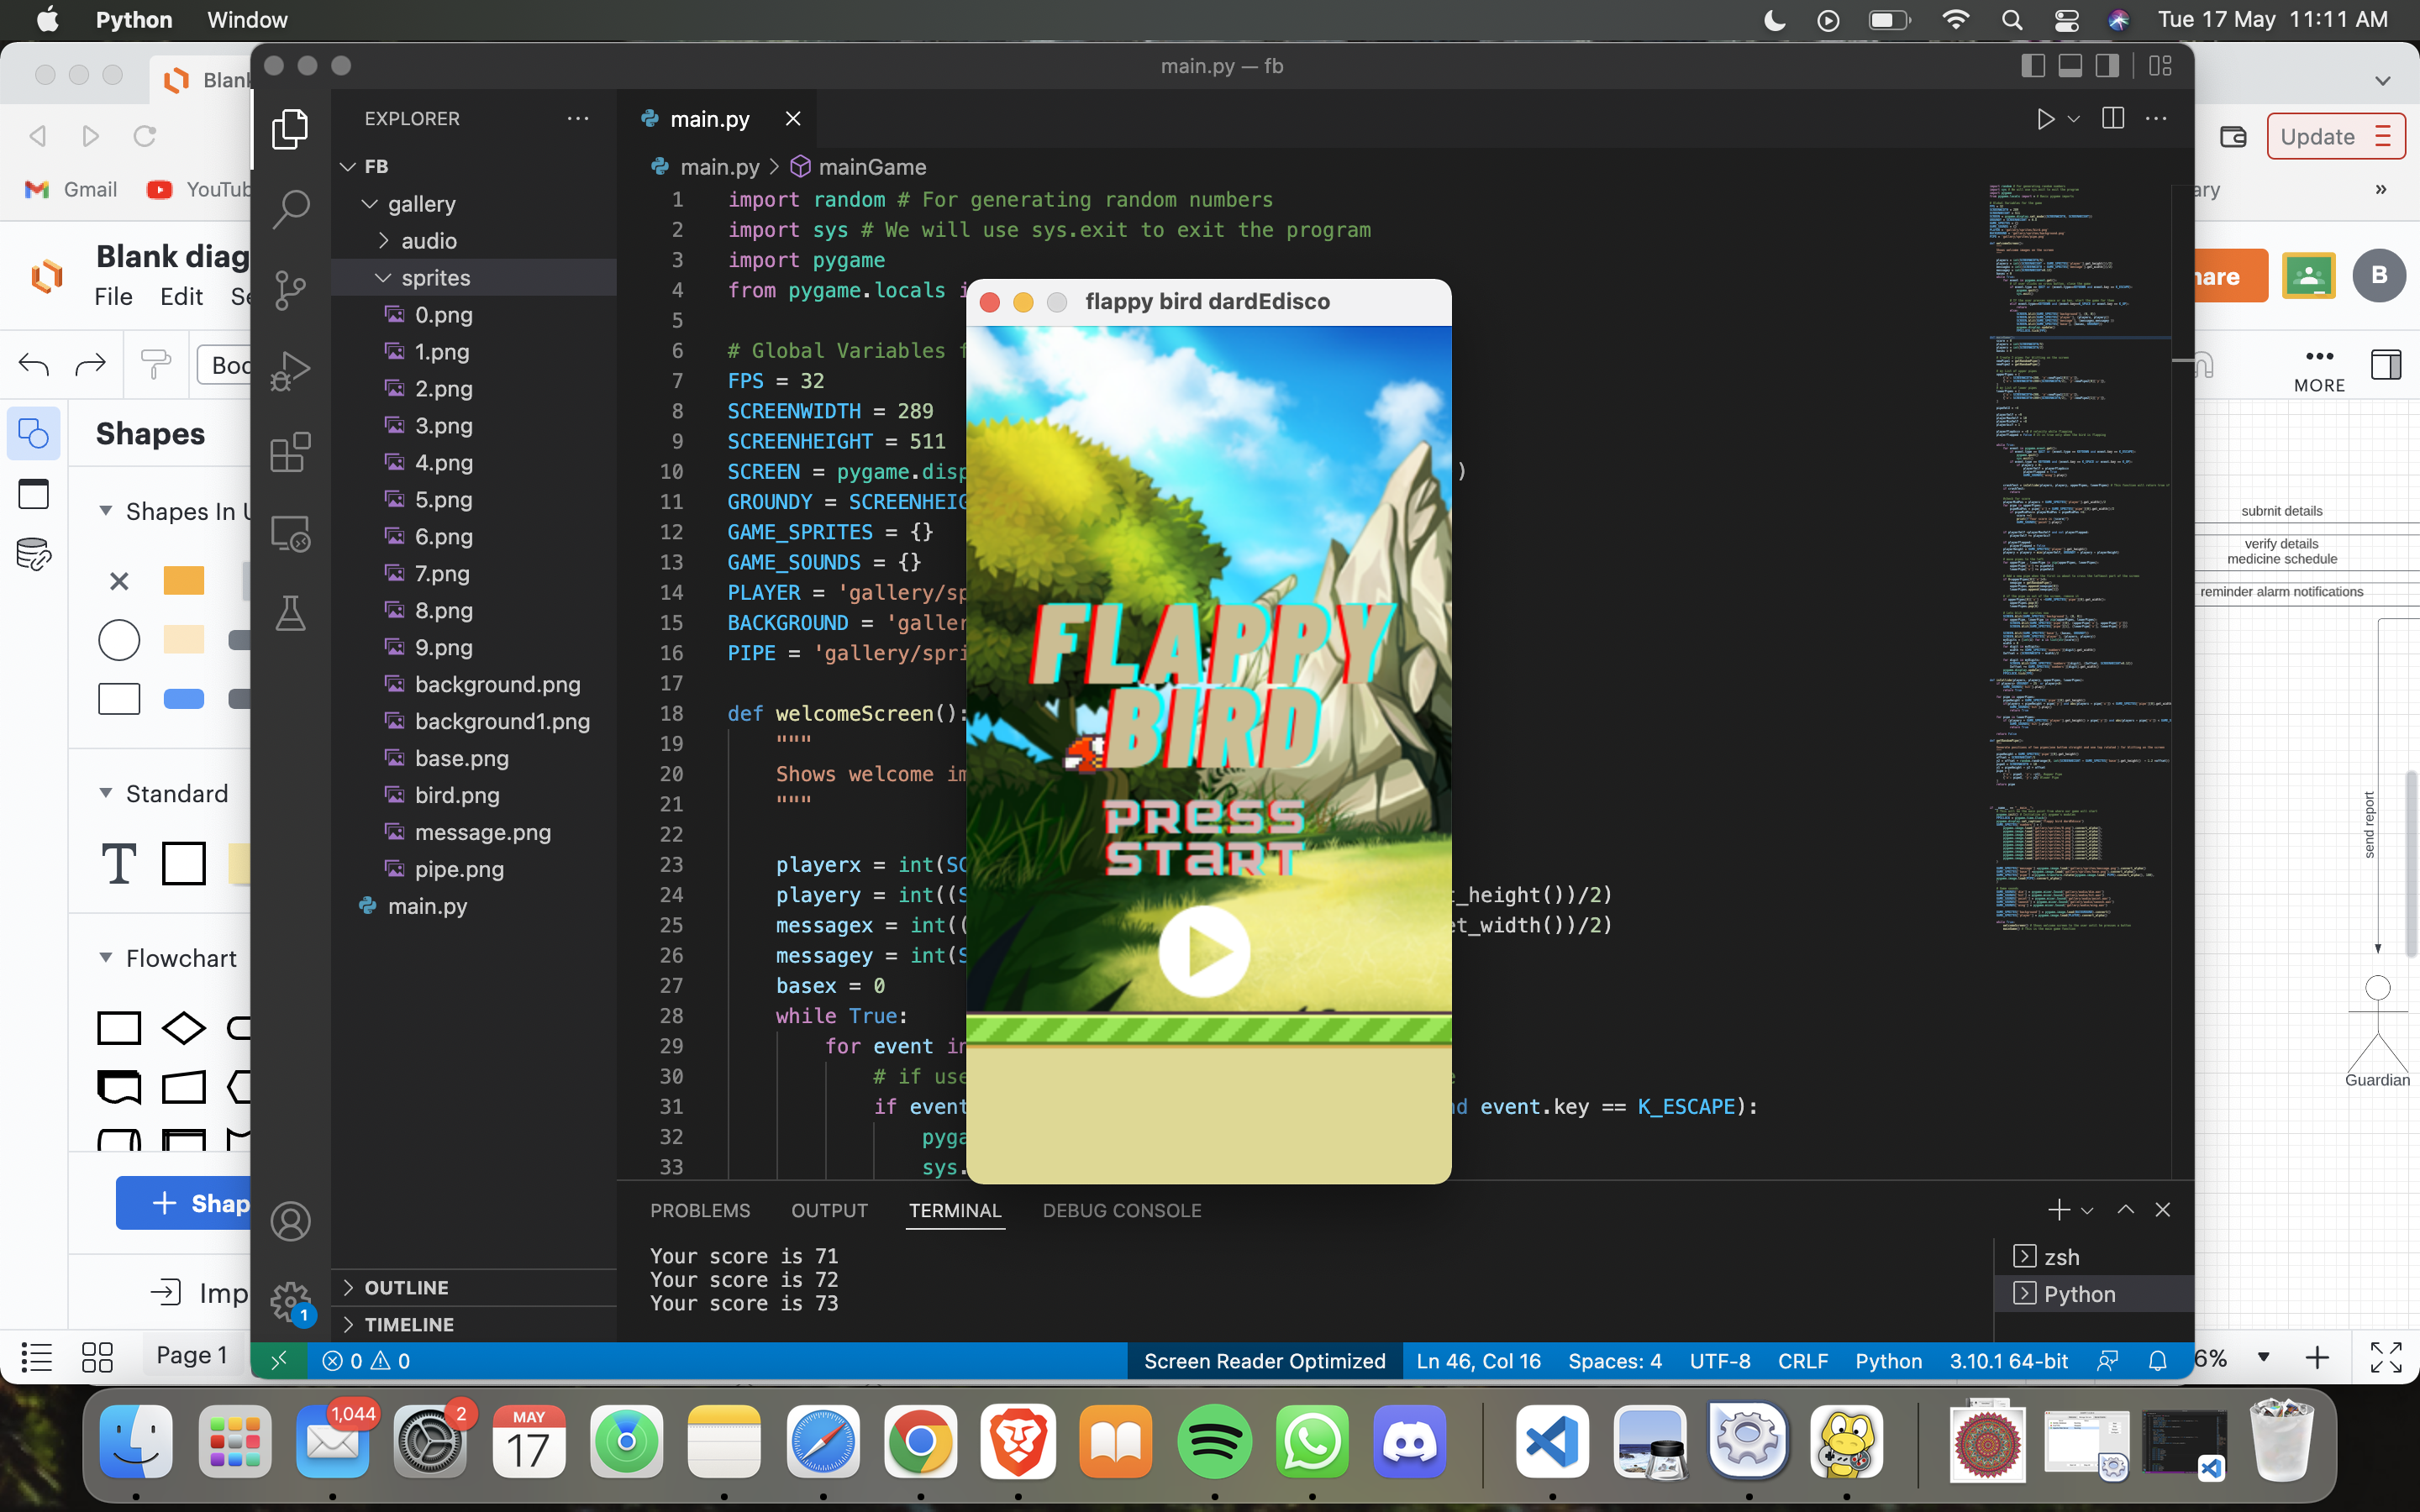 Python Window
Tue 17 May 11:11 AM
main.py — fb
Blan
Gmail YouTub
Update
ary
Blank diag
File Edit Se
Boo
hare
B
MORE
Shapes
Shapes In U
Standard
T
Flowchart
Shap
Imp
Page 1
6%
EXPLORER
FB
gallery
audio
sprites
0.png
1.png
2.png
3.png
4.png
5.png
6.png
7.png
8.png
9.png
background.png
background1.png
base.png
bird.png
message.png
pipe.png
main.py
OUTLINE
TIMELINE
main.py
main.py > mainGame
1 import random # For generating random numbers
2 import sys # We will use sys.exit to exit the program
3 import pygame
4 from pygame.locals i
5
6 # Global Variables f
7 FPS = 32
8 SCREENWIDTH = 289
9 SCREENHEIGHT = 511
10 SCREEN = pygame.disp )
11 GROUNDY = SCREENHEIG
12 GAME_SPRITES = {}
13 GAME_SOUNDS = {}
14 PLAYER = 'gallery/sp
15 BACKGROUND = 'galler
16 PIPE = 'gallery/spri
17
18 def welcomeScreen():
19 """
20 Shows welcome im
21 """
22
23 playerx = int(SC
24 playery = int((S t_height())/2)
25 messagex = int(( et_width())/2)
26 messagey = int(S
27 basex = 0
28 while True:
29 for event in
30 # if use
31 if event d event.key == K_ESCAPE):
32 pyga
33 sys.
flappy bird dardEdisco
FLAPPY
BIRD
PRESS
START
PROBLEMS OUTPUT TERMINAL DEBUG CONSOLE
Your score is 71
Your score is 72
Your score is 73
zsh
Python
1
0 0
Screen Reader Optimized Ln 46, Col 16 Spaces: 4 UTF-8 CRLF Python 3.10.1 64-bit
submit details
verify details
medicine schedule
reminder alarm notifications
send report
Guardian
1,044
2
MAY
17